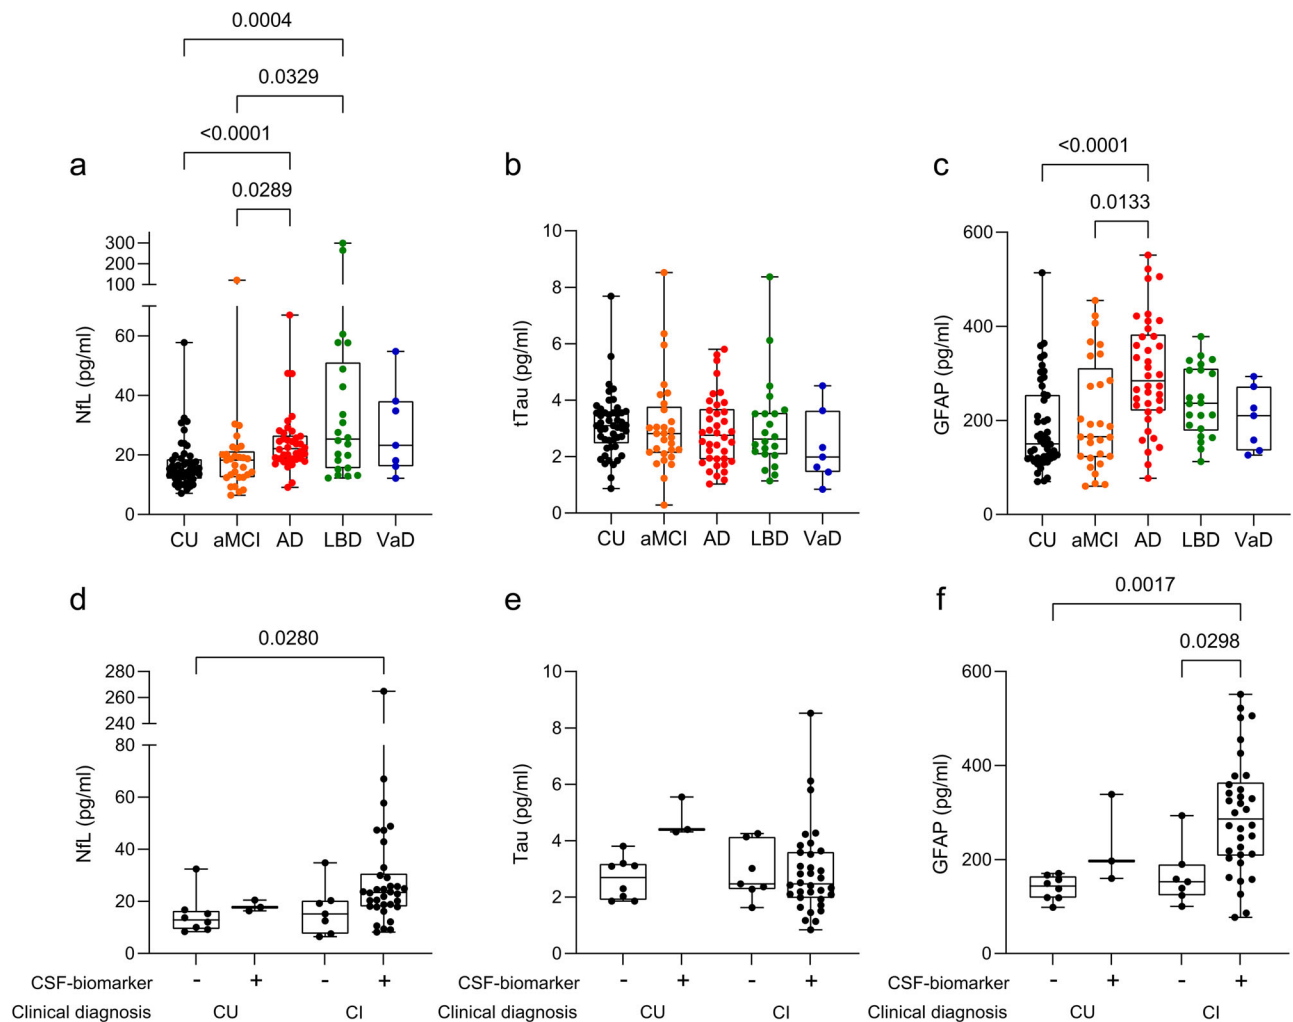 0.0004
0.0329
<0.0001
0.0289
a
NfL (pg/ml)
300
200
100
60
40
20
0
CU aMCI AD LBD VaD
b
tTau (pg/ml)
10
8
6
4
2
0
CU aMCI AD LBD VaD
<0.0001
0.0133
c
GFAP (pg/ml)
600
400
200
0
CU aMCI AD LBD VaD
d
0.0280
NfL (pg/ml)
280
260
240
80
60
40
20
0
CSF-biomarker - + - +
Clinical diagnosis CU CI
e
Tau (pg/ml)
10
8
6
4
2
0
CSF-biomarker - + - +
Clinical diagnosis CU CI
0.0017
0.0298
f
GFAP (pg/ml)
600
400
200
0
CSF-biomarker - + - +
Clinical diagnosis CU CI